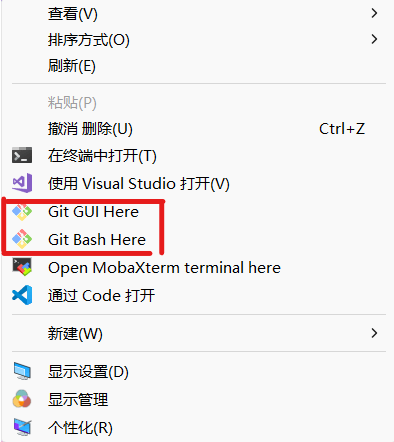 查看(V)
排序方式(O)
刷新(E)
粘贴(P)
撤消 删除(U) Ctrl+Z
在终端中打开(T)
使用 Visual Studio 打开(V)
Git GUI Here
Git Bash Here
Open MobaXterm terminal here
通过 Code 打开
新建(W)
显示设置(D)
显示管理
个性化(R)